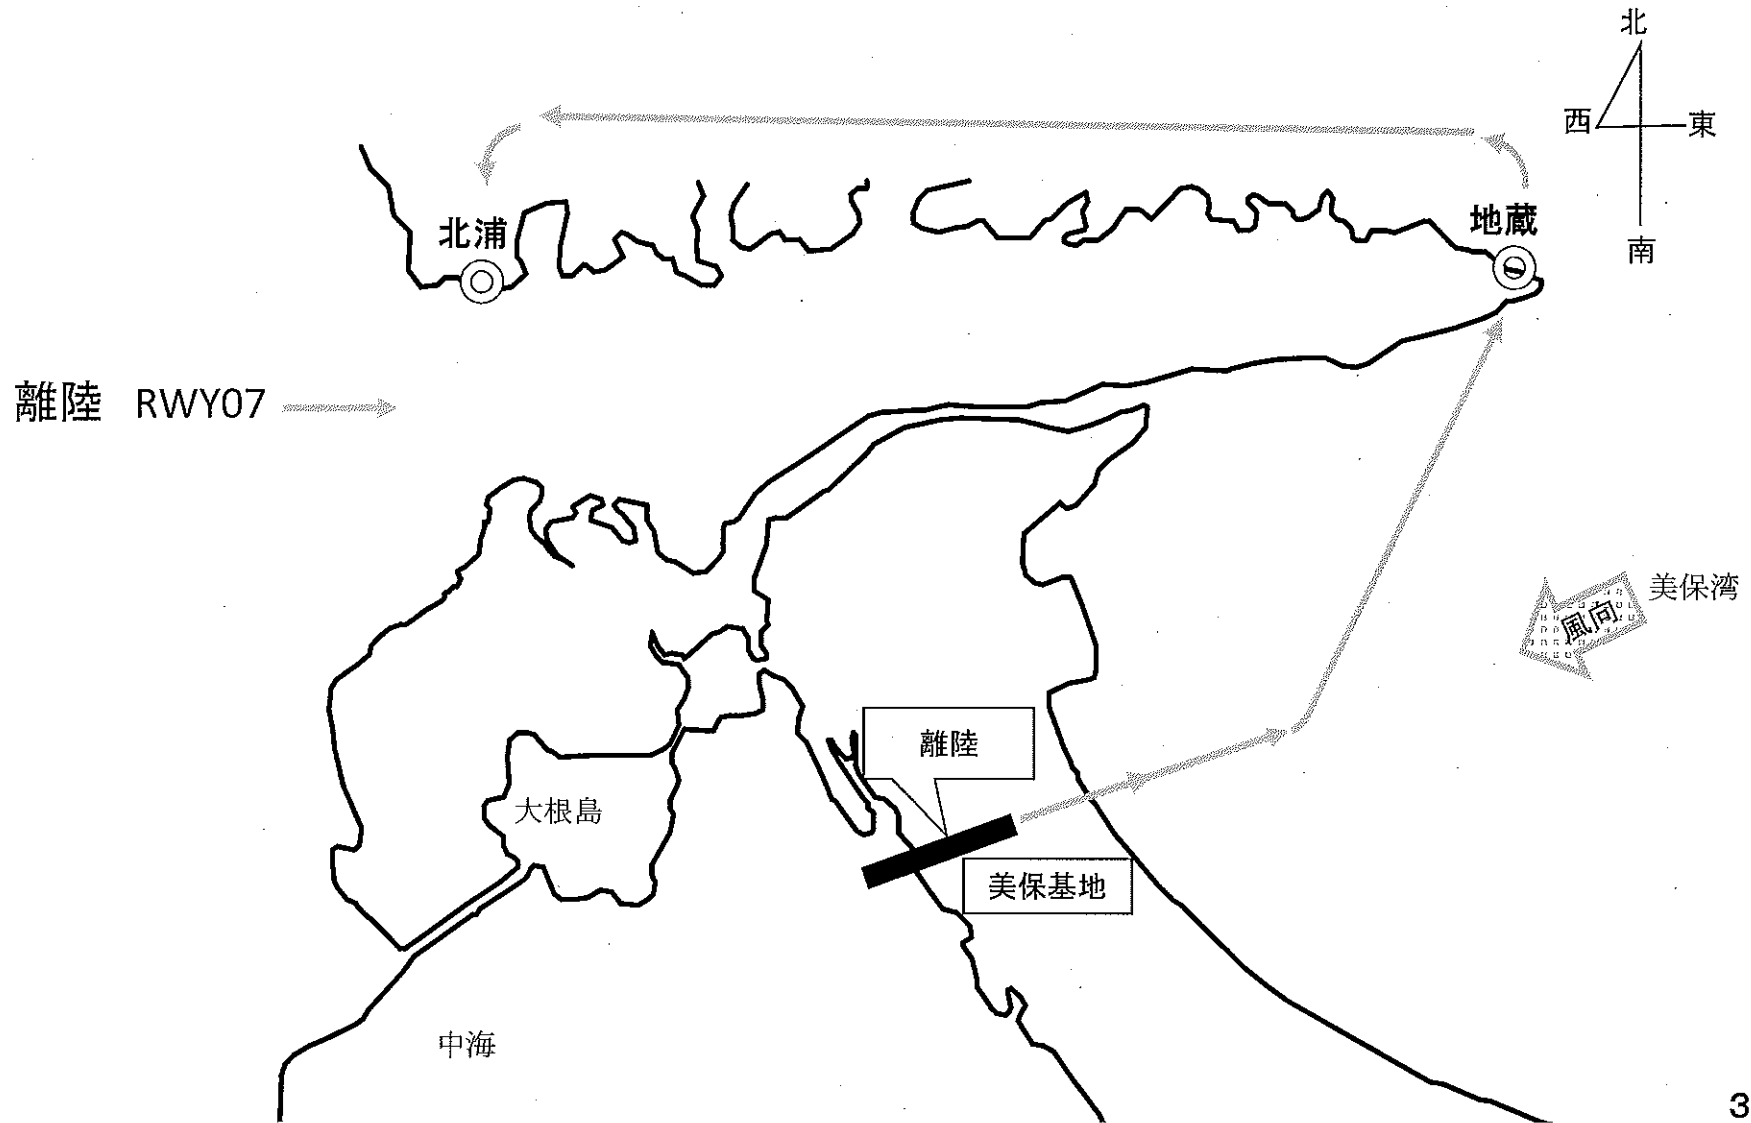 北
西
東
南
北浦
地蔵
離陸 RWY07
美保湾
風向
離陸
大根島
美保基地
中海
3